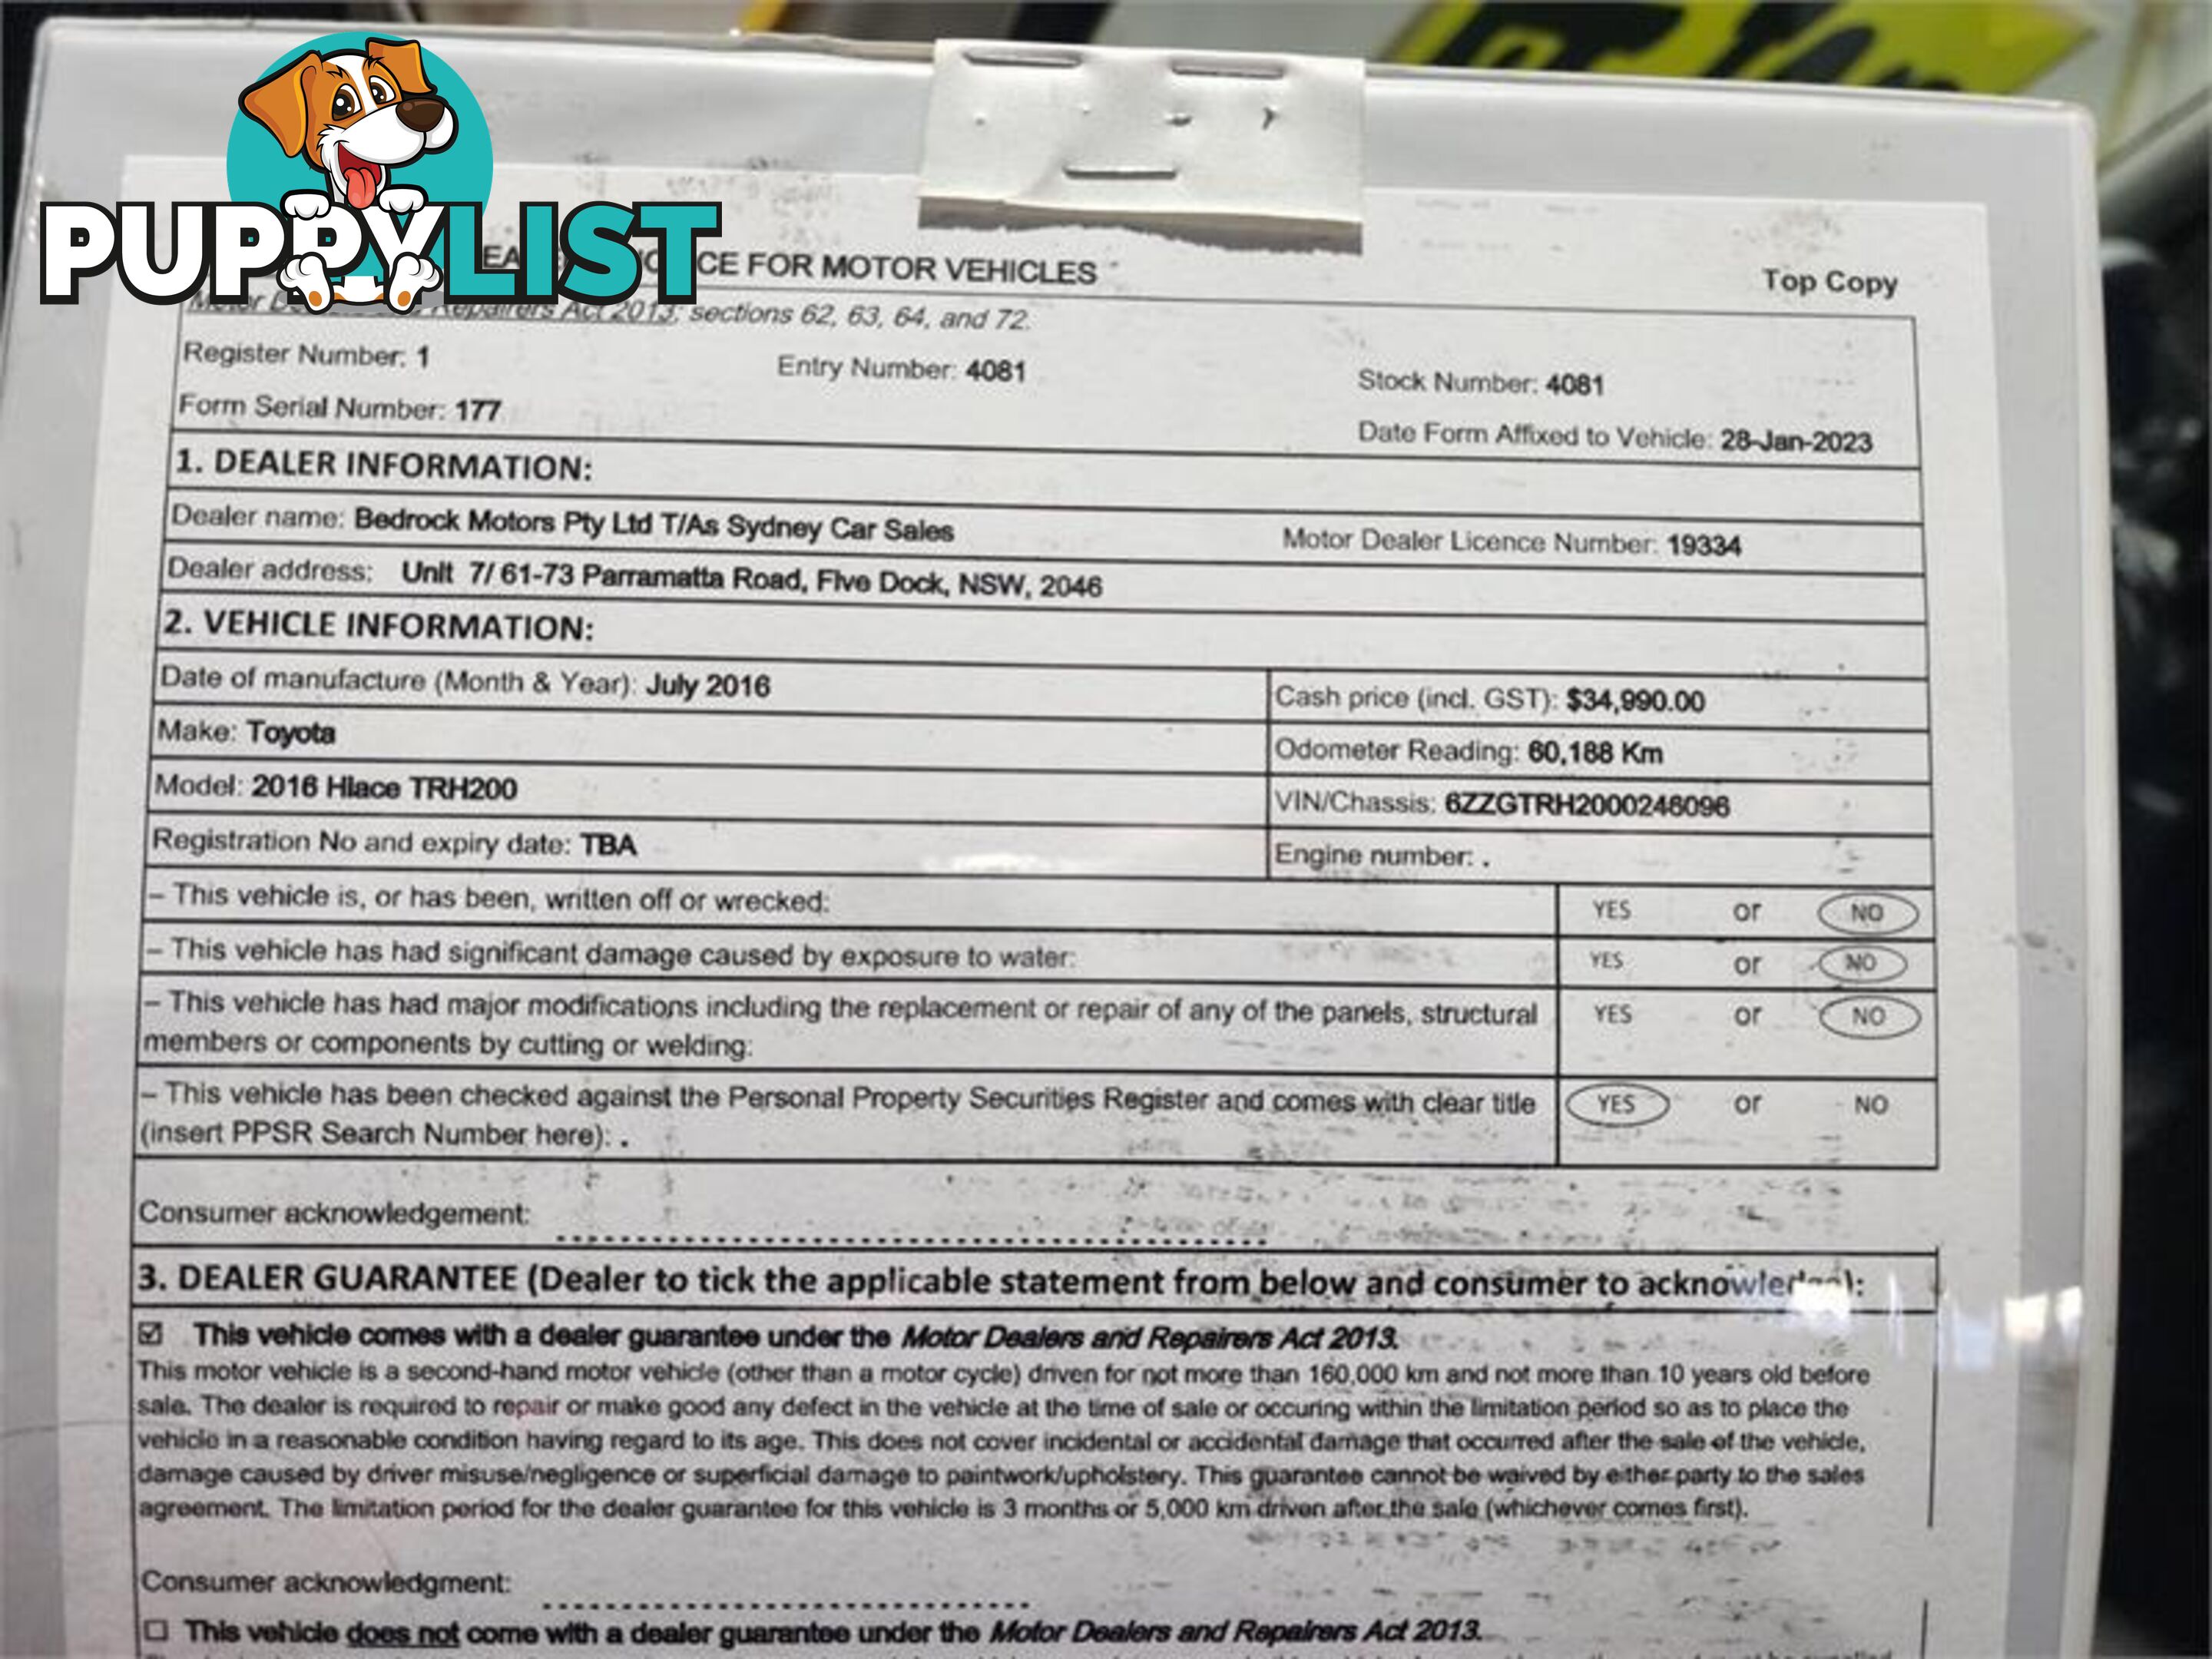 PUPPYLIST
CE FOR MOTOR VEHICLES
Top Copy
Repairers Act 2013; sections 62, 63, 64, and 72.
Register Number: 1
Entry Number: 4081
Stock Number: 4081
Form Serial Number: 177
Date Form Affixed to Vehicle: 28-Jan-2023
1. DEALER INFORMATION:
Dealer name: Bedrock Motors Pty Ltd T/As Sydney Car Sales
Motor Dealer Licence Number: 19334
Dealer address: Unit 7/ 61-73 Parramatta Road, Five Dock, NSW, 2046
2. VEHICLE INFORMATION:
Date of manufacture (Month & Year): July 2016
Cash price (incl. GST): $34,990.00
Make: Toyota
Odometer Reading: 60,188 Km
Model: 2016 Hiace TRH200
VIN/Chassis: 6ZZGTRH2000246096
Registration No and expiry date: TBA
Engine number: .
– This vehicle is, or has been, written off or wrecked:
YES or NO
– This vehicle has had significant damage caused by exposure to water:
YES or NO
– This vehicle has had major modifications including the replacement or repair of any of the panels, structural
members or components by cutting or welding:
YES or NO
– This vehicle has been checked against the Personal Property Securities Register and comes with clear title
(insert PPSR Search Number here): .
YES or NO
Consumer acknowledgement:
3. DEALER GUARANTEE (Dealer to tick the applicable statement from below and consumer to acknowledge):
☑ This vehicle comes with a dealer guarantee under the Motor Dealers and Repairers Act 2013.
This motor vehicle is a second-hand motor vehicle (other than a motor cycle) driven for not more than 160,000 km and not more than 10 years old before
sale. The dealer is required to repair or make good any defect in the vehicle at the time of sale or occuring within the limitation period so as to place the
vehicle in a reasonable condition having regard to its age. This does not cover incidental or accidental damage that occurred after the sale of the vehicle,
damage caused by driver misuse/negligence or superficial damage to paintwork/upholstery. This guarantee cannot be waived by either party to the sales
agreement. The limitation period for the dealer guarantee for this vehicle is 3 months or 5,000 km driven after the sale (whichever comes first).
Consumer acknowledgment:
☐ This vehicle does not come with a dealer guarantee under the Motor Dealers and Repairers Act 2013.